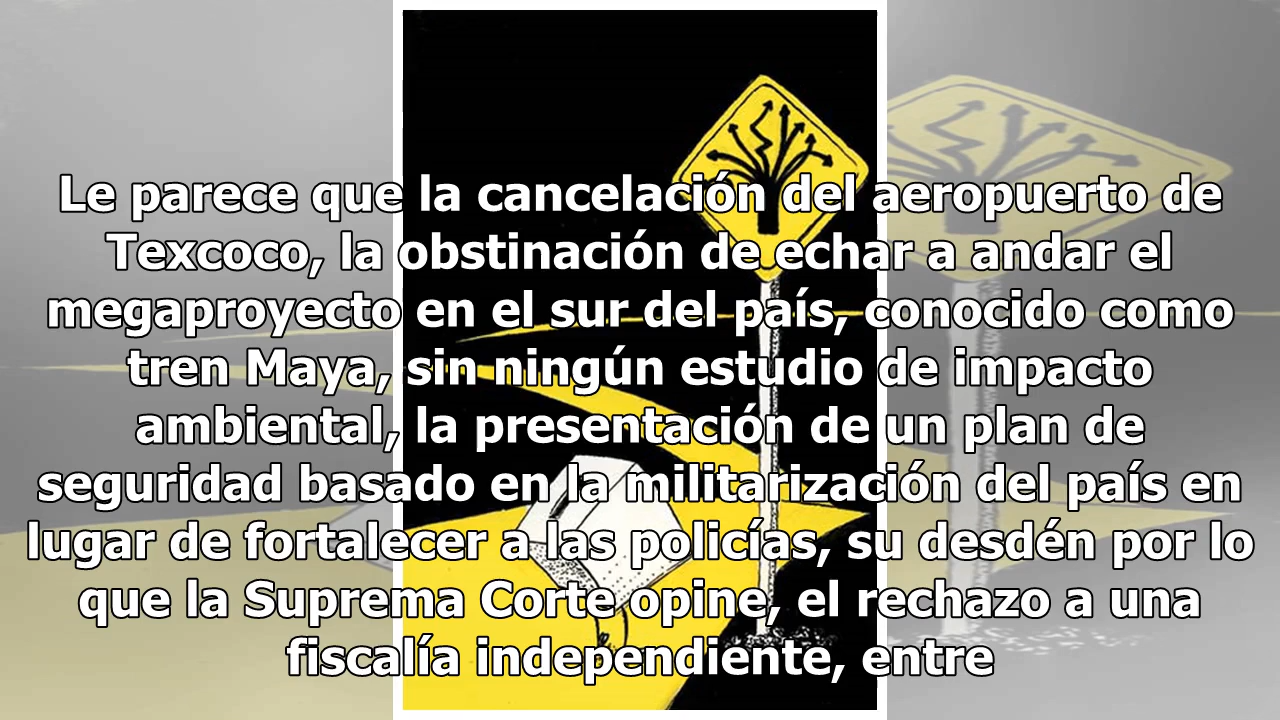 Le parece que la cancelación del aeropuerto de
Texcoco, la obstinación de echar a andar el
megaproyecto en el sur del país, conocido como
tren Maya, sin ningún estudio de impacto
ambiental, la presentación de un plan de
seguridad basado en la militarización del país en
lugar de fortalecer a las policías, su desdén por lo
que la Suprema Corte opine, el rechazo a una
fiscalía independiente, entre